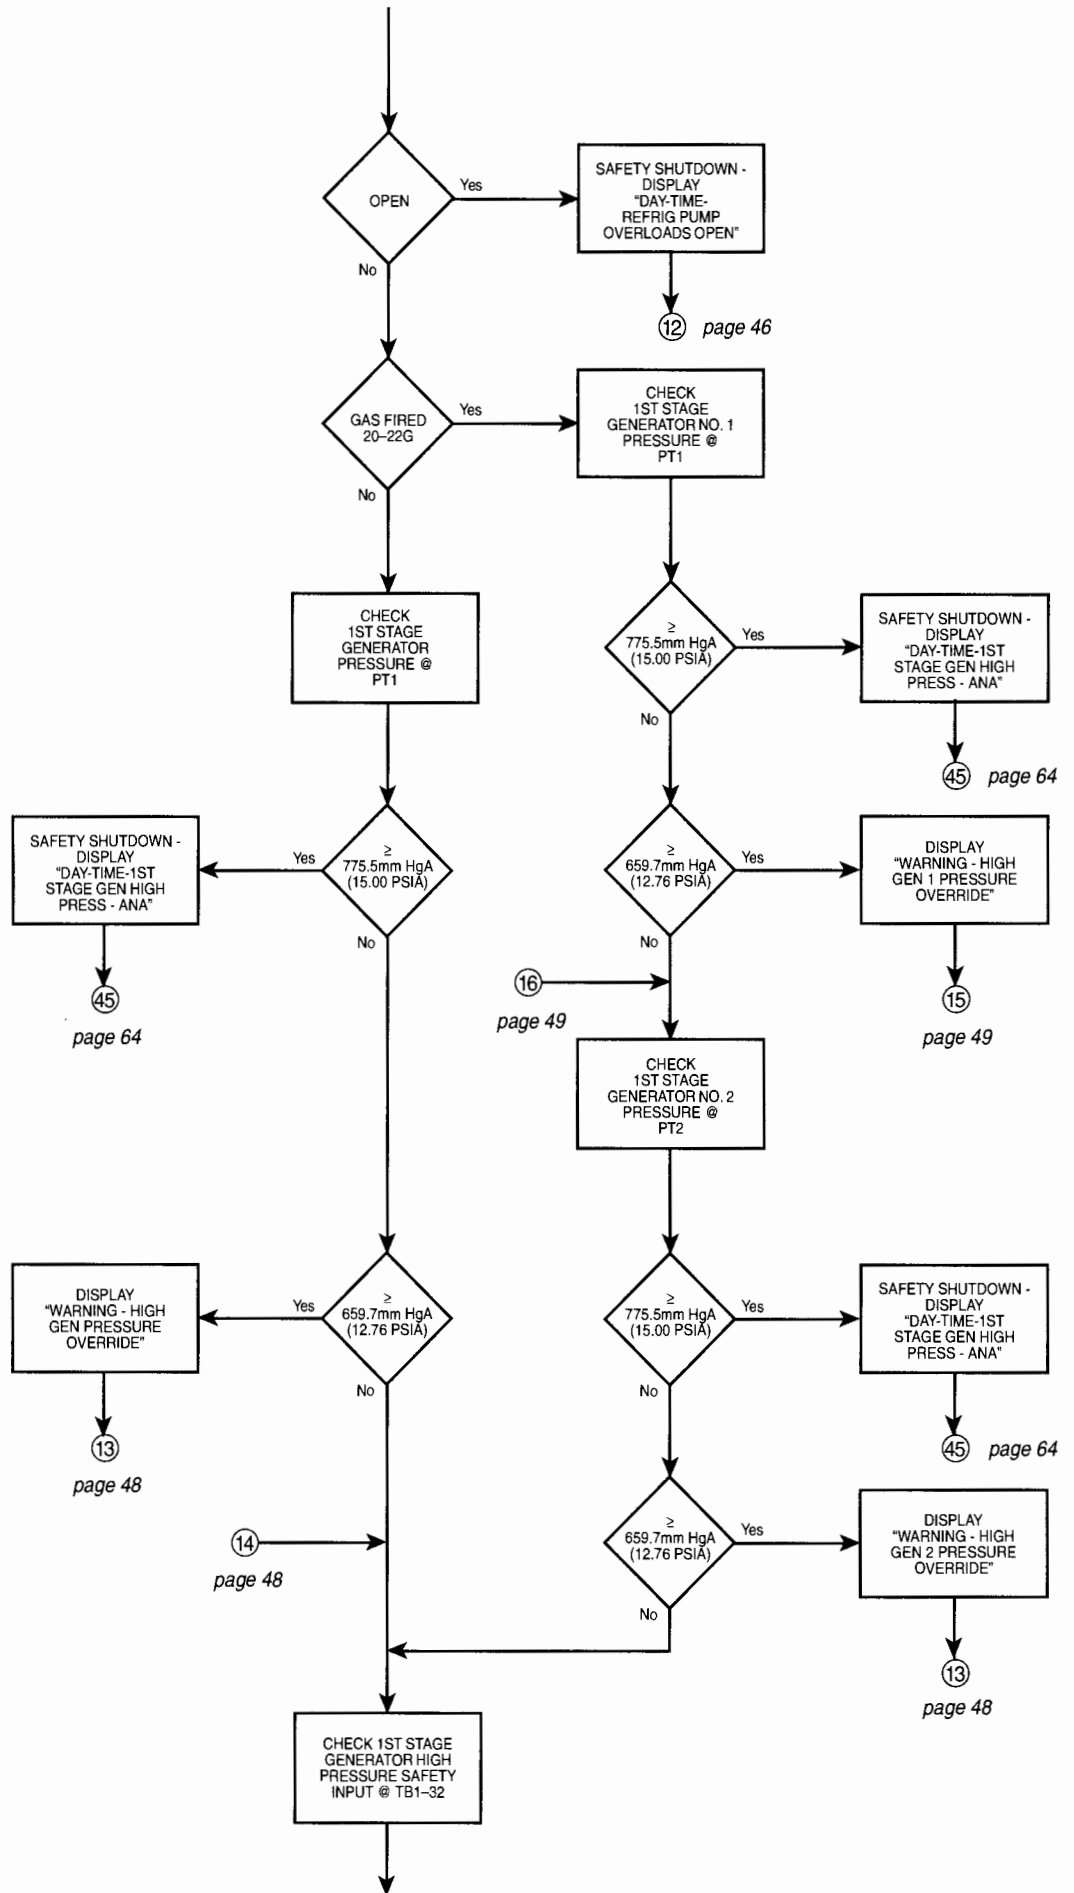 OPEN
Yes
No
SAFETY SHUTDOWN -
DISPLAY
"DAY-TIME-
REFRIG PUMP
OVERLOADS OPEN"
12 page 46
GAS FIRED
20–22G
Yes
No
CHECK
1ST STAGE
GENERATOR NO. 1
PRESSURE @
PT1
CHECK
1ST STAGE
GENERATOR
PRESSURE @
PT1
≥
775.5mm HgA
(15.00 PSIA)
Yes
No
SAFETY SHUTDOWN -
DISPLAY
"DAY-TIME-1ST
STAGE GEN HIGH
PRESS - ANA"
45 page 64
SAFETY SHUTDOWN -
DISPLAY
"DAY-TIME-1ST
STAGE GEN HIGH
PRESS - ANA"
45
page 64
Yes
≥
775.5mm HgA
(15.00 PSIA)
No
≥
659.7mm HgA
(12.76 PSIA)
Yes
No
DISPLAY
"WARNING - HIGH
GEN 1 PRESSURE
OVERRIDE"
15
page 49
16
page 49
CHECK
1ST STAGE
GENERATOR NO. 2
PRESSURE @
PT2
DISPLAY
"WARNING - HIGH
GEN PRESSURE
OVERRIDE"
13
page 48
Yes
≥
659.7mm HgA
(12.76 PSIA)
No
≥
775.5mm HgA
(15.00 PSIA)
Yes
No
SAFETY SHUTDOWN -
DISPLAY
"DAY-TIME-1ST
STAGE GEN HIGH
PRESS - ANA"
45 page 64
14
page 48
≥
659.7mm HgA
(12.76 PSIA)
Yes
No
DISPLAY
"WARNING - HIGH
GEN 2 PRESSURE
OVERRIDE"
13
page 48
CHECK 1ST STAGE
GENERATOR HIGH
PRESSURE SAFETY
INPUT @ TB1–32